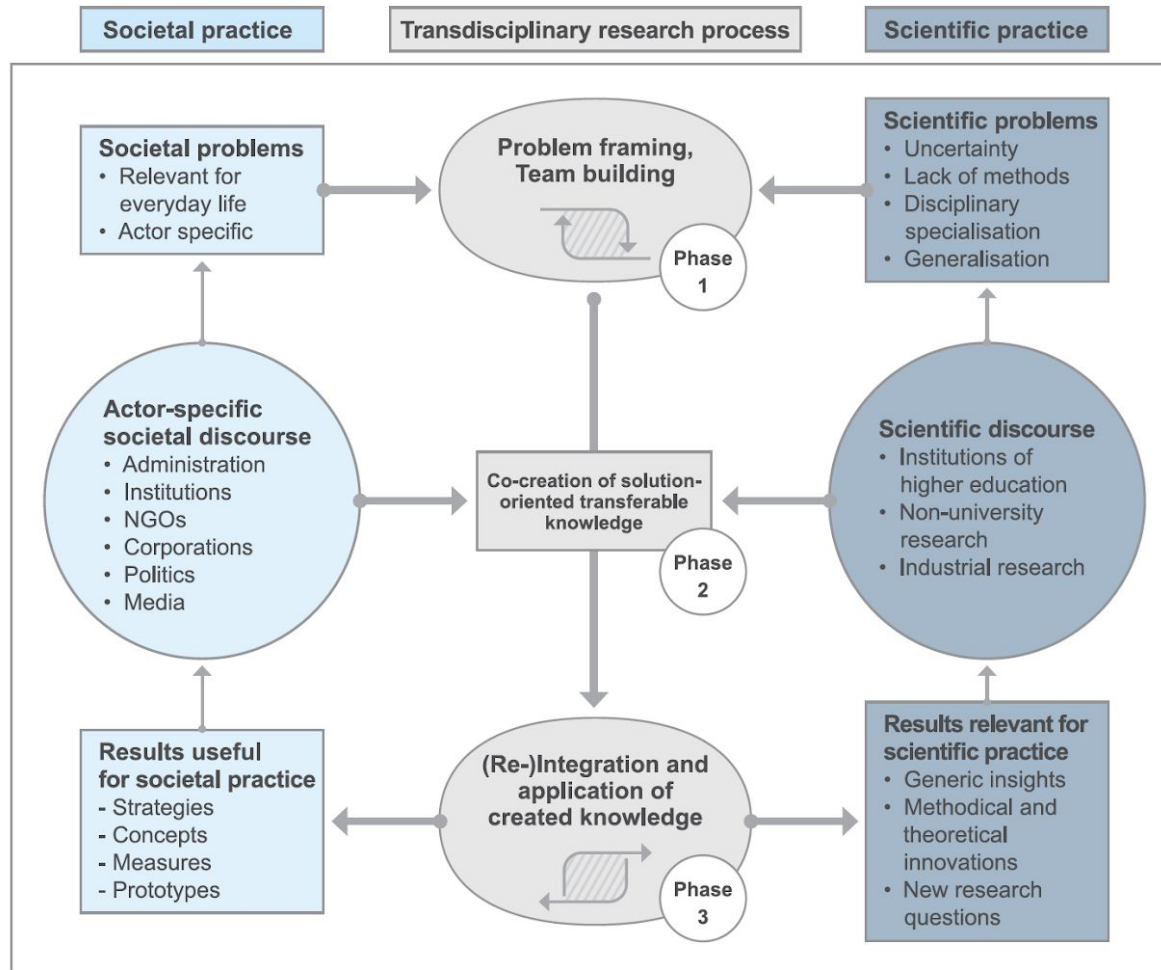 Societal practice
Transdisciplinary research process
Scientific practice
Societal problems
• Relevant for
everyday life
• Actor specific
Problem framing,
Team building
Phase
1
Scientific problems
• Uncertainty
• Lack of methods
• Disciplinary
specialisation
• Generalisation
Actor-specific
societal discourse
• Administration
• Institutions
• NGOs
• Corporations
• Politics
• Media
Co-creation of solution-
oriented transferable
knowledge
Phase
2
Scientific discourse
• Institutions of
higher education
• Non-university
research
• Industrial research
Results useful
for societal practice
- Strategies
- Concepts
- Measures
- Prototypes
(Re-)Integration and
application of
created knowledge
Phase
3
Results relevant for
scientific practice
• Generic insights
• Methodical and
theoretical
innovations
• New research
questions